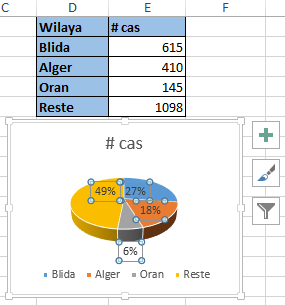 C D E F
Wilaya # cas
Blida 615
Alger 410
Oran 145
Reste 1098
# cas
49% 27%
18%
6%
Blida Alger Oran Reste